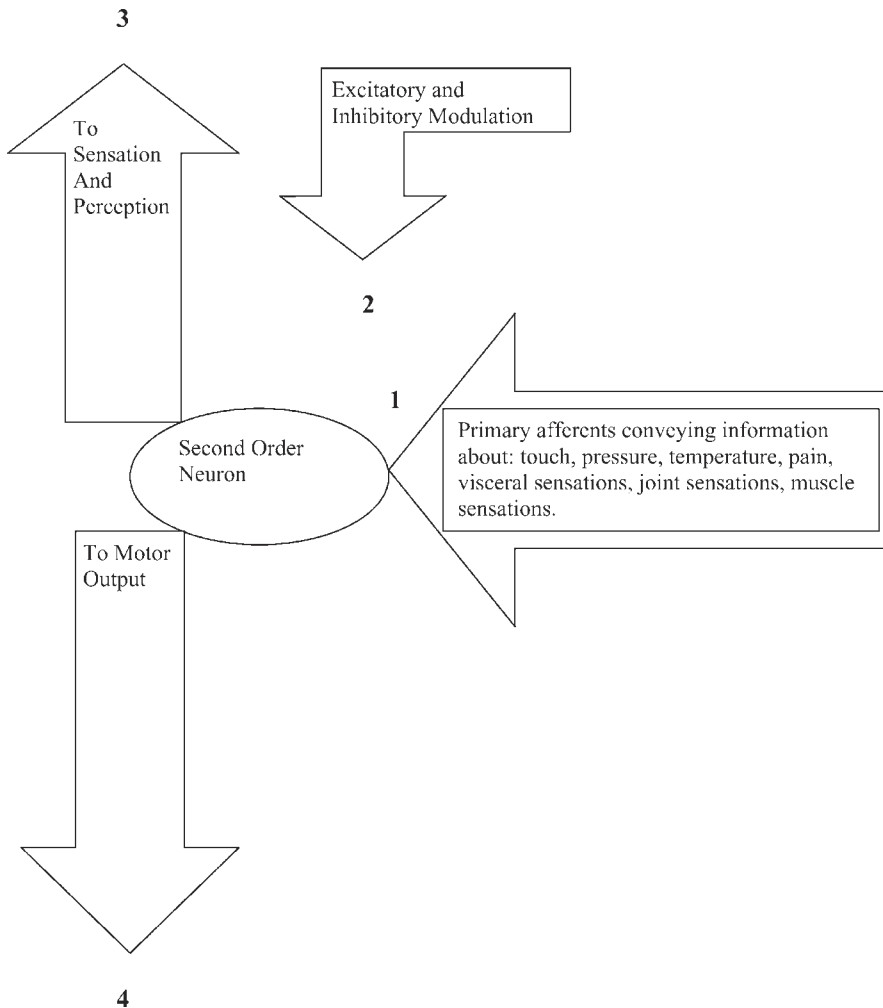 3
Excitatory and
Inhibitory Modulation
To
Sensation
And
Perception
2
1
Second Order
Neuron
Primary afferents conveying information
about: touch, pressure, temperature, pain,
visceral sensations, joint sensations, muscle
sensations.
To Motor
Output
4